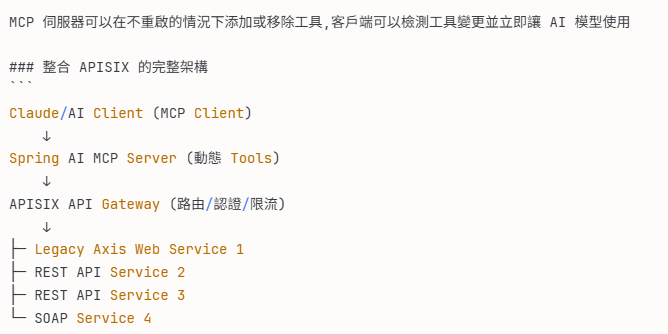 MCP 伺服器可以在不重啟的情況下添加或移除工具,客戶端可以檢測工具變更並立即讓 AI 模型使用
### 整合 APISIX 的完整架構
```
Claude/AI Client (MCP Client)
↓
Spring AI MCP Server (動態 Tools)
↓
APISIX API Gateway (路由/認證/限流)
↓
├─ Legacy Axis Web Service 1
├─ REST API Service 2
├─ REST API Service 3
└─ SOAP Service 4